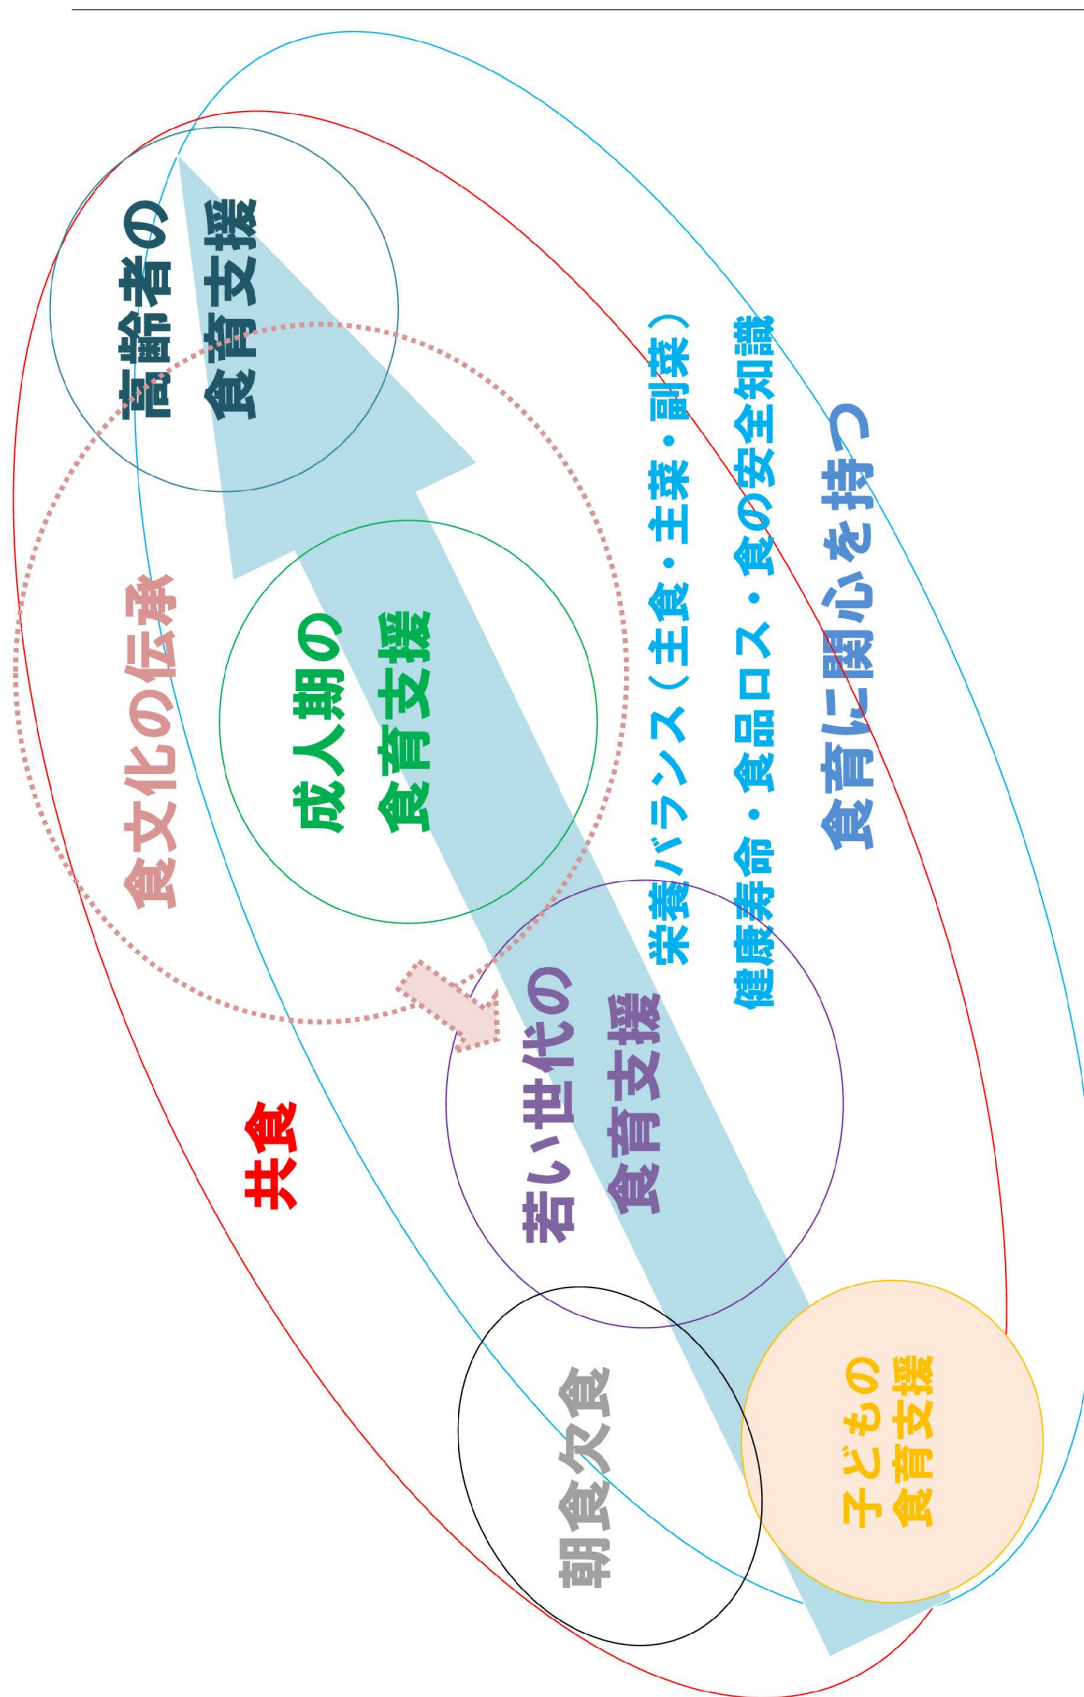 高齢者の
食育支援
食文化の伝承
成人期の
食育支援
共食
若い世代の
食育支援
栄養バランス(主食・主菜・副菜)
健康寿命・食品ロス・食の安全知識
食育に関心を持つ
朝食欠食
子どもの
食育支援